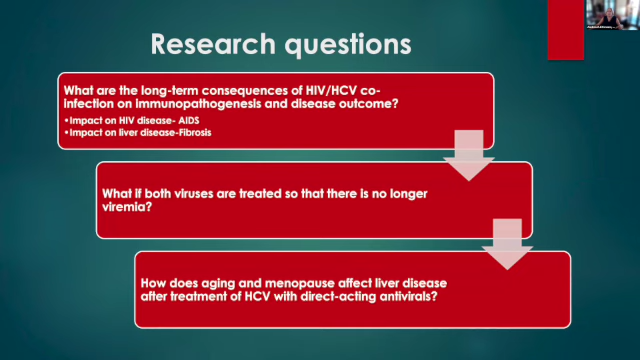 Research questions
What are the long-term consequences of HIV/HCV co-
infection on immunopathogenesis and disease outcome?
•Impact on HIV disease- AIDS
•Impact on liver disease-Fibrosis
What if both viruses are treated so that there is no longer
viremia?
How does aging and menopause affect liver disease
after treatment of HCV with direct-acting antivirals?